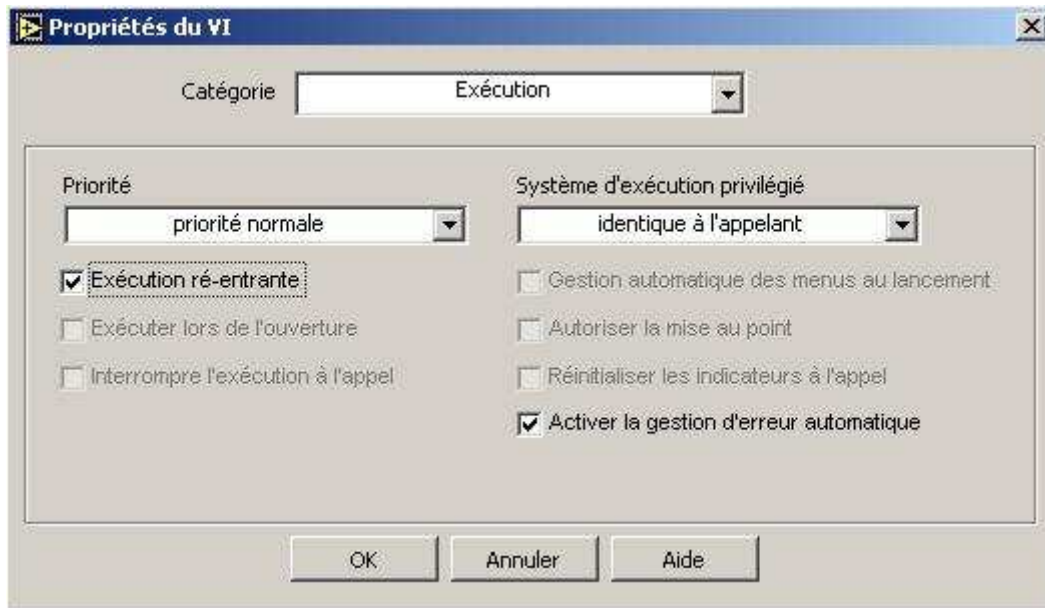 Propriétés du VI
Catégorie
Exécution
Priorité
priorité normale
Exécution ré-entrante
Exécuter lors de l'ouverture
Interrompre l'exécution à l'appel
Système d'exécution privilégié
identique à l'appelant
Gestion automatique des menus au lancement
Autoriser la mise au point
Réinitialiser les indicateurs à l'appel
Activer la gestion d'erreur automatique
OK
Annuler
Aide